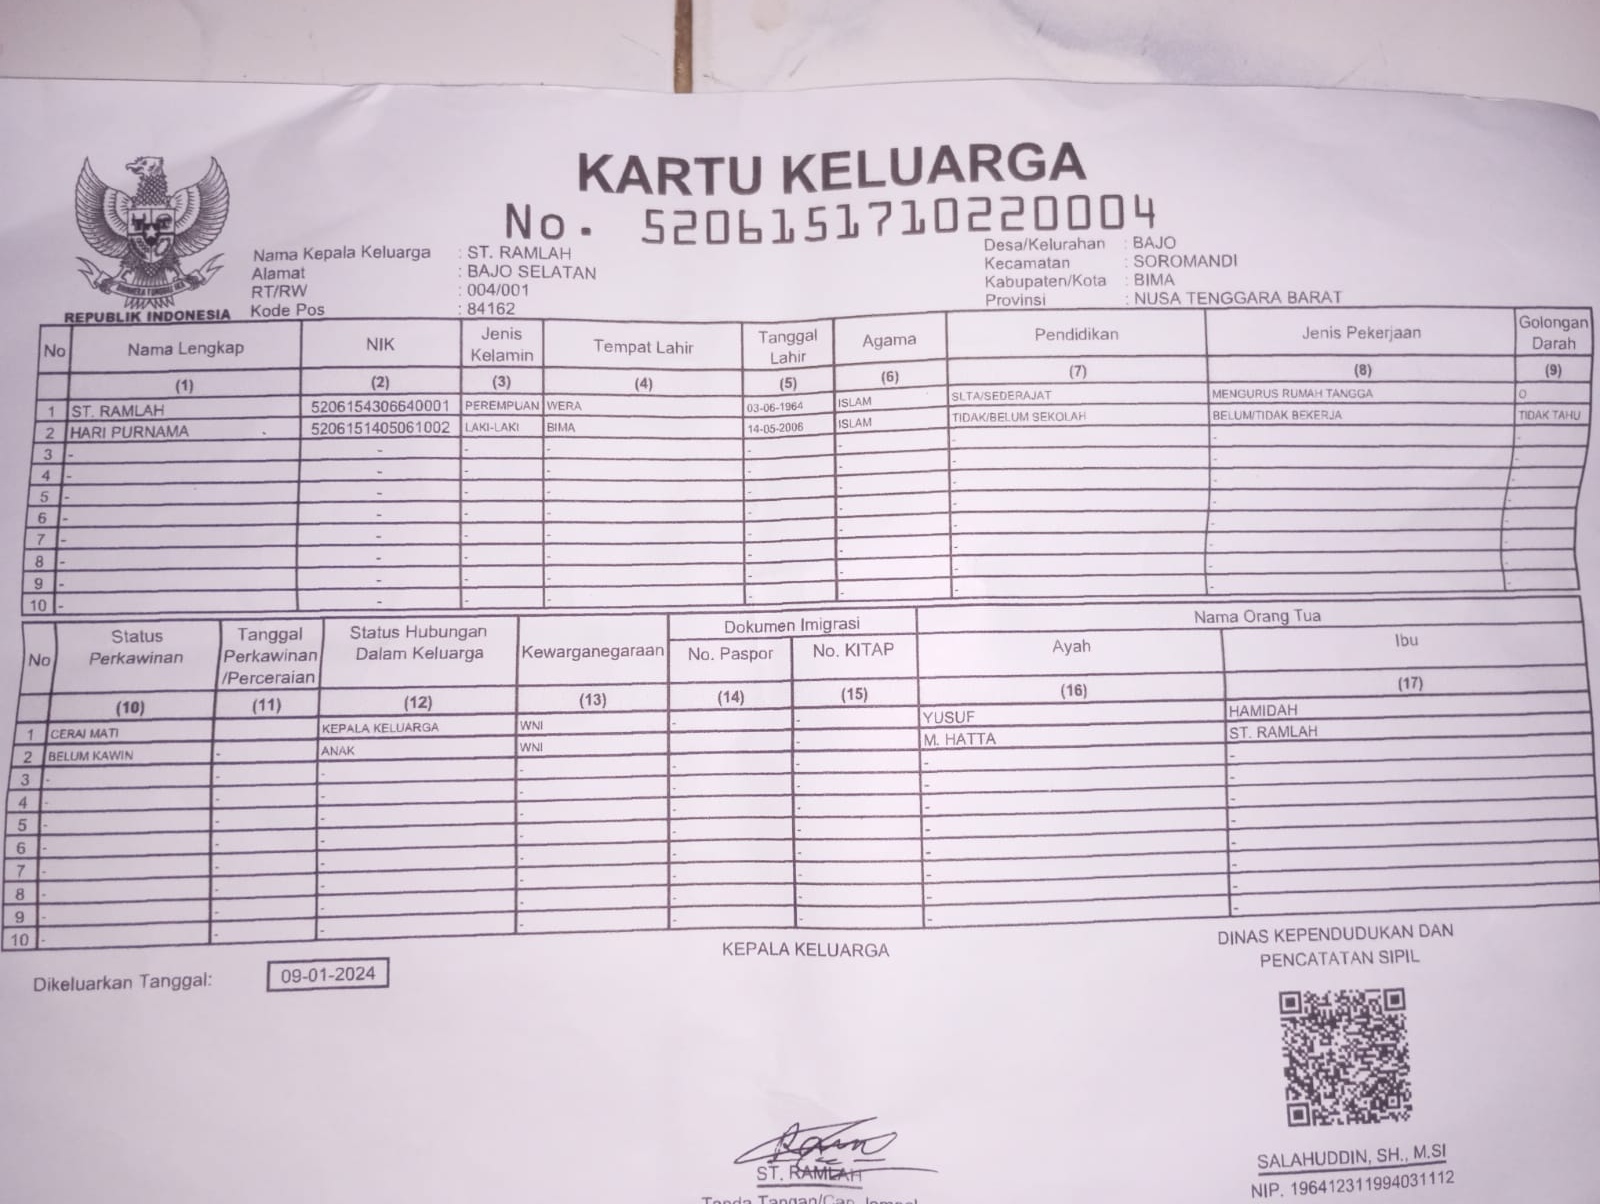 KARTU KELUARGA
No. 5206151710220004
Nama Kepala Keluarga : ST. RAMLAH
Alamat : BAJO SELATAN
RT/RW : 004/001
Kode Pos : 84162
Desa/Kelurahan : BAJO
Kecamatan : SOROMANDI
Kabupaten/Kota : BIMA
Provinsi : NUSA TENGGARA BARAT
REPUBLIK INDONESIA
No Nama Lengkap NIK Jenis Kelamin Tempat Lahir Tanggal Lahir Agama Pendidikan Jenis Pekerjaan Golongan Darah
(1) (2) (3) (4) (5) (6) (7) (8) (9)
1 ST. RAMLAH 5206154306640001 PEREMPUAN WERA 03-06-1964 ISLAM SLTA/SEDERAJAT MENGURUS RUMAH TANGGA O
2 HARI PURNAMA 5206151405061002 LAKI-LAKI BIMA 14-05-2006 ISLAM TIDAK/BELUM SEKOLAH BELUM/TIDAK BEKERJA TIDAK TAHU
3 - - - - - - - - -
4 - - - - - - - - -
5 - - - - - - - - -
6 - - - - - - - - -
7 - - - - - - - - -
8 - - - - - - - - -
9 - - - - - - - - -
10 - - - - - - - - -
No Status Perkawinan Tanggal Perkawinan /Perceraian Status Hubungan Dalam Keluarga Kewarganegaraan Dokumen Imigrasi No. Paspor No. KITAP Nama Orang Tua Ayah Ibu
(10) (11) (12) (13) (14) (15) (16) (17)
1 CERAI MATI KEPALA KELUARGA WNI - - YUSUF HAMIDAH
2 BELUM KAWIN - ANAK WNI - - M. HATTA ST. RAMLAH
3 - - - - - - - -
4 - - - - - - - -
5 - - - - - - - -
6 - - - - - - - -
7 - - - - - - - -
8 - - - - - - - -
9 - - - - - - - -
10 - - - - - - - -
Dikeluarkan Tanggal: 09-01-2024
KEPALA KELUARGA
ST. RAMLAH
Tanda Tangan/Cap Jempol
DINAS KEPENDUDUKAN DAN
PENCATATAN SIPIL
SALAHUDDIN, SH., M.SI
NIP. 196412311994031112